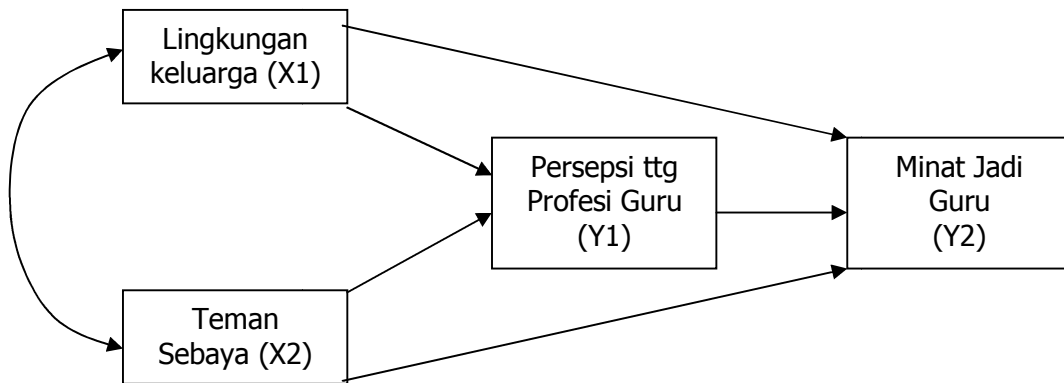 Lingkungan
keluarga (X1)
Persepsi ttg
Profesi Guru
(Y1)
Minat Jadi
Guru
(Y2)
Teman
Sebaya (X2)